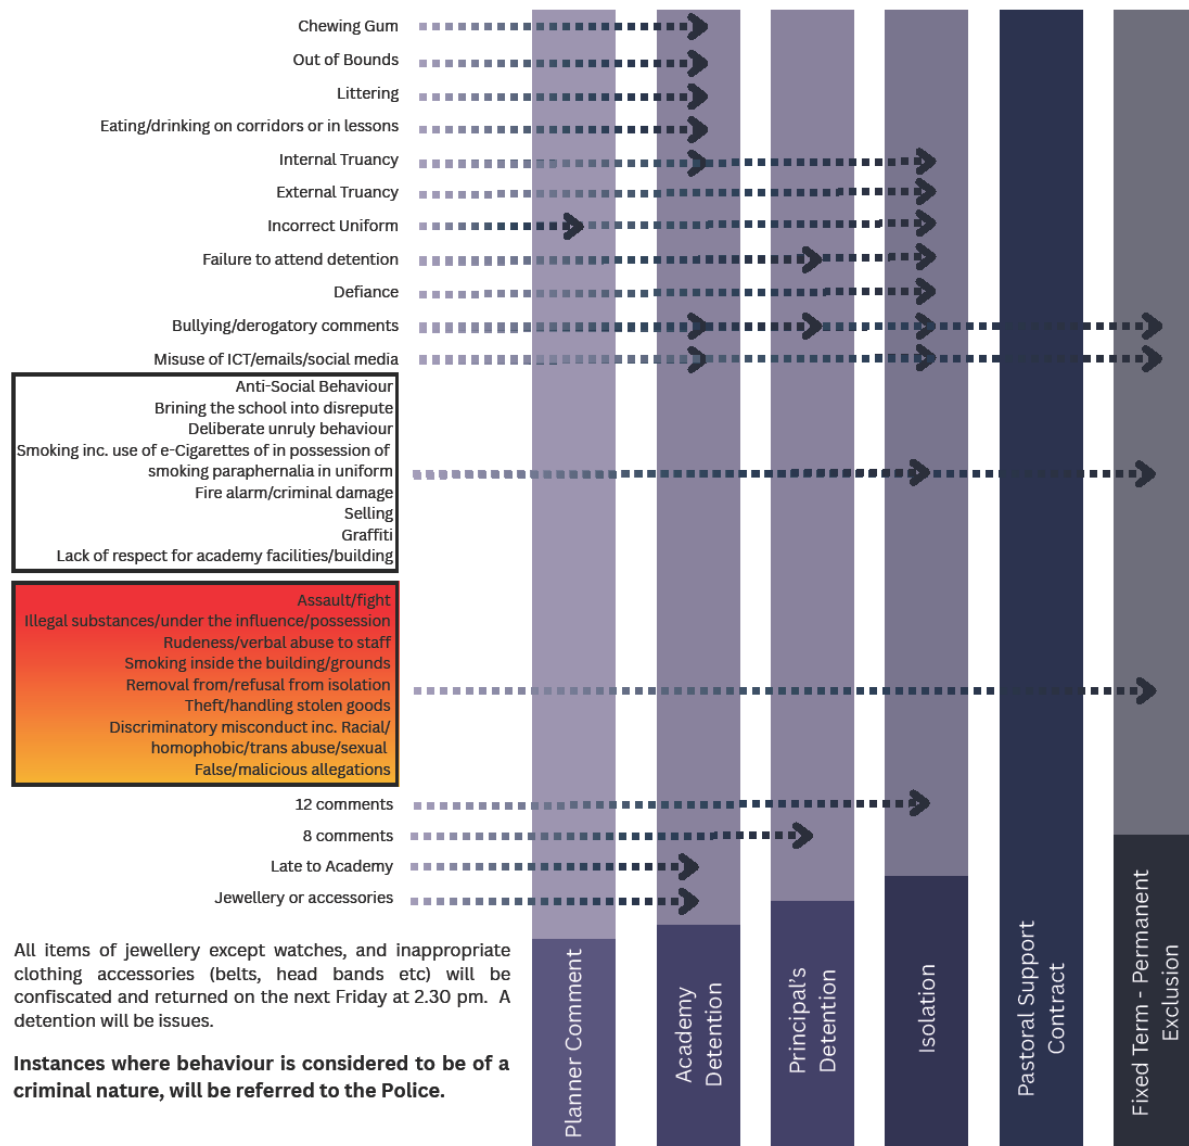 Chewing Gum
Out of Bounds
Littering
Eating/drinking on corridors or in lessons
Internal Truancy
External Truancy
Incorrect Uniform
Failure to attend detention
Defiance
Bullying/derogatory comments
Misuse of ICT/emails/social media
Anti-Social Behaviour
Brining the school into disrepute
Deliberate unruly behaviour
Smoking inc. use of e-Cigarettes of in possession of
smoking paraphernalia in uniform
Fire alarm/criminal damage
Selling
Graffiti
Lack of respect for academy facilities/building
Assault/fight
Illegal substances/under the influence/possession
Rudeness/verbal abuse to staff
Smoking inside the building/grounds
Removal from/refusal from isolation
Theft/handling stolen goods
Discriminatory misconduct inc. Racial/
homophobic/trans abuse/sexual
False/malicious allegations
12 comments
8 comments
Late to Academy
Jewellery or accessories
All items of jewellery except watches, and inappropriate
clothing accessories (belts, head bands etc) will be
confiscated and returned on the next Friday at 2.30 pm. A
detention will be issues.
Instances where behaviour is considered to be of a
criminal nature, will be referred to the Police.
Planner Comment
Academy
Detention
Principal's
Detention
Isolation
Pastoral Support
Contract
Fixed Term - Permanent
Exclusion